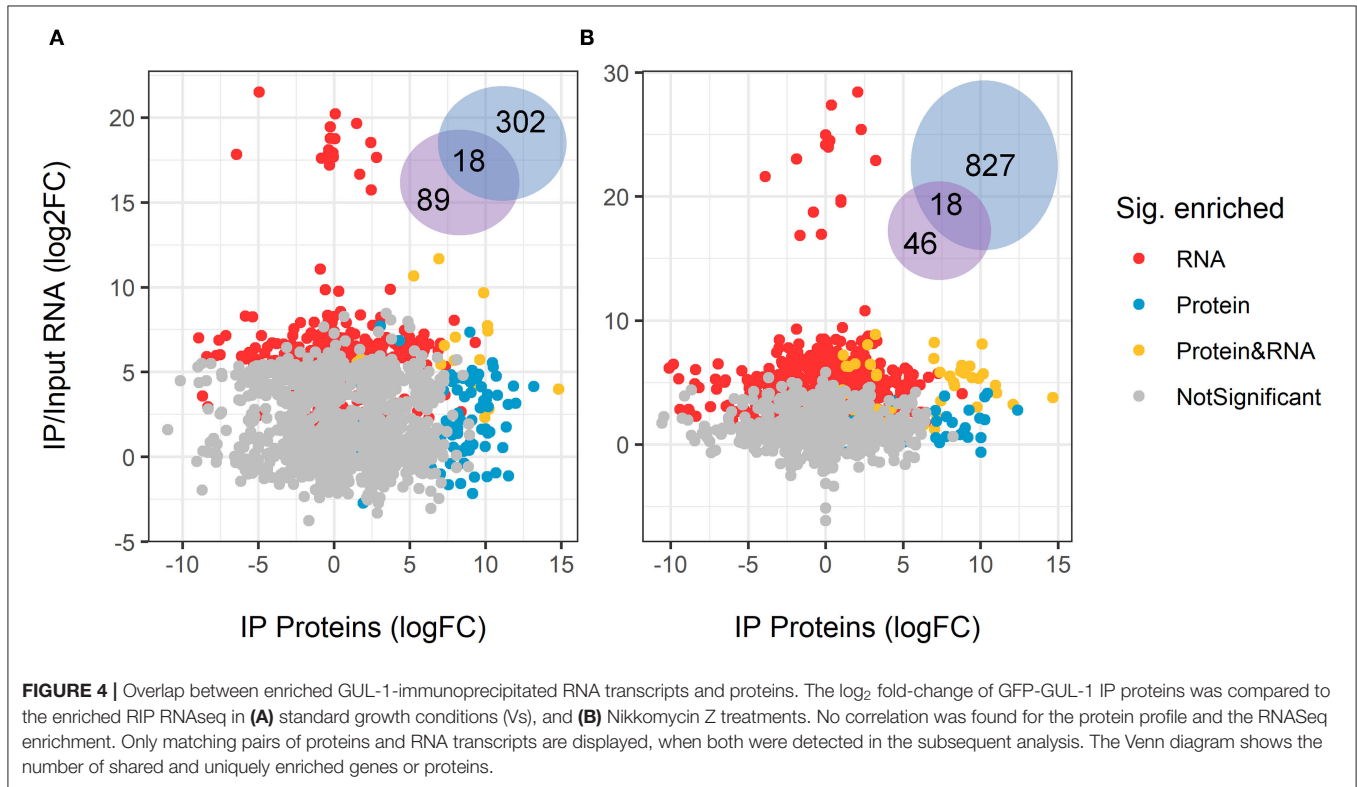 A
B
IP/Input RNA (log2FC)
20
15
10
5
0
-5
302
18
89
-10
-5
0
5
10
15
IP Proteins (logFC)
30
20
10
0
827
18
46
-10
-5
0
5
10
15
IP Proteins (logFC)
Sig. enriched
RNA
Protein
Protein&RNA
NotSignificant
FIGURE 4 | Overlap between enriched GUL-1-immunoprecipitated RNA transcripts and proteins. The log₂ fold-change of GFP-GUL-1 IP proteins was compared to
the enriched RIP RNAseq in (A) standard growth conditions (Vs), and (B) Nikkomycin Z treatments. No correlation was found for the protein profile and the RNASeq
enrichment. Only matching pairs of proteins and RNA transcripts are displayed, when both were detected in the subsequent analysis. The Venn diagram shows the
number of shared and uniquely enriched genes or proteins.